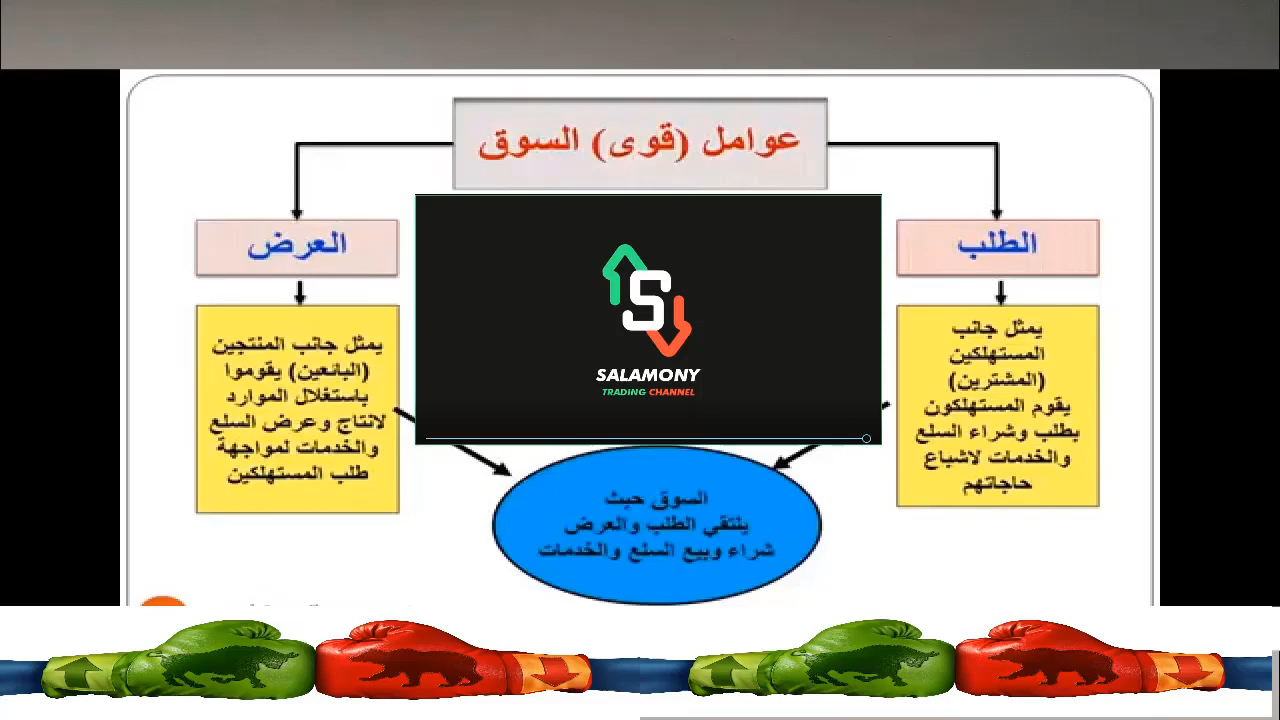 عوامل (قوى) السوق
الطلب
العرض
يمثل جانب
المستهلكين
(المشترين)
يقوم المستهلكون
بطلب وشراء السلع
والخدمات لاشباع
حاجاتهم
يمثل جانب المنتجين
(البائعين) يقوموا
باستغلال الموارد
لانتاج وعرض السلع
والخدمات لمواجهة
طلب المستهلكين
SALAMONY
TRADING CHANNEL
السوق حيث
يلتقي الطلب والعرض
شراء وبيع السلع والخدمات